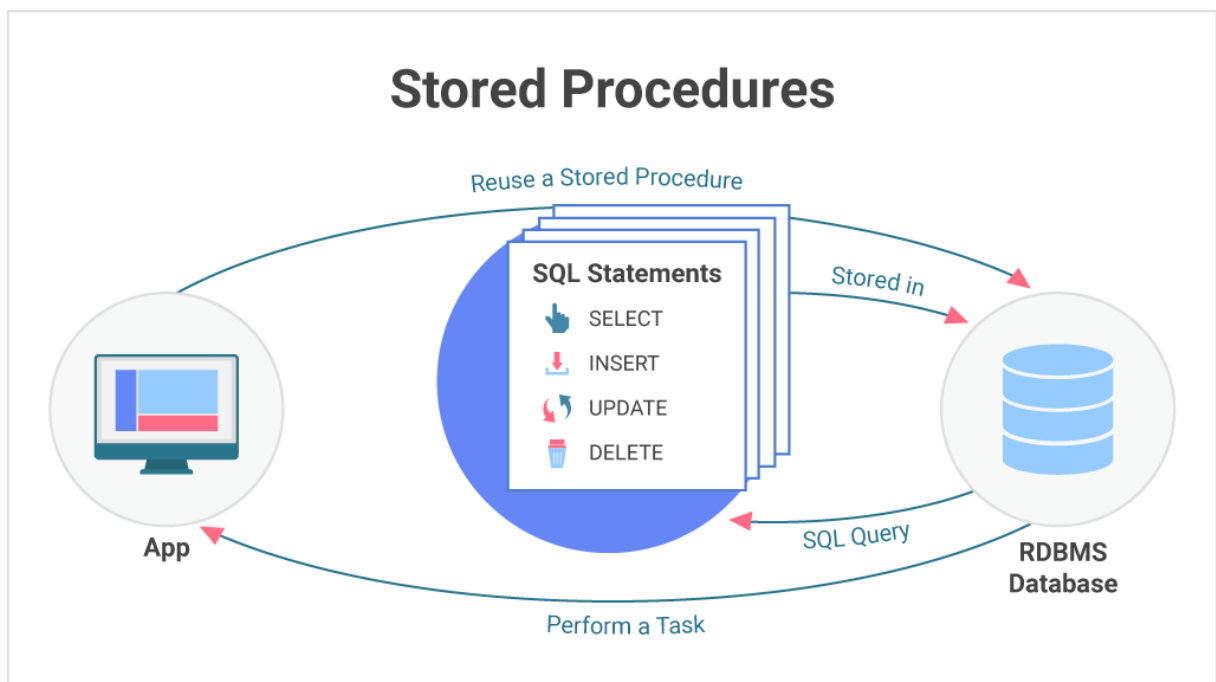 Stored Procedures
Reuse a Stored Procedure
SQL Statements
SELECT
INSERT
UPDATE
DELETE
Stored in
App
SQL Query
RDBMS
Database
Perform a Task